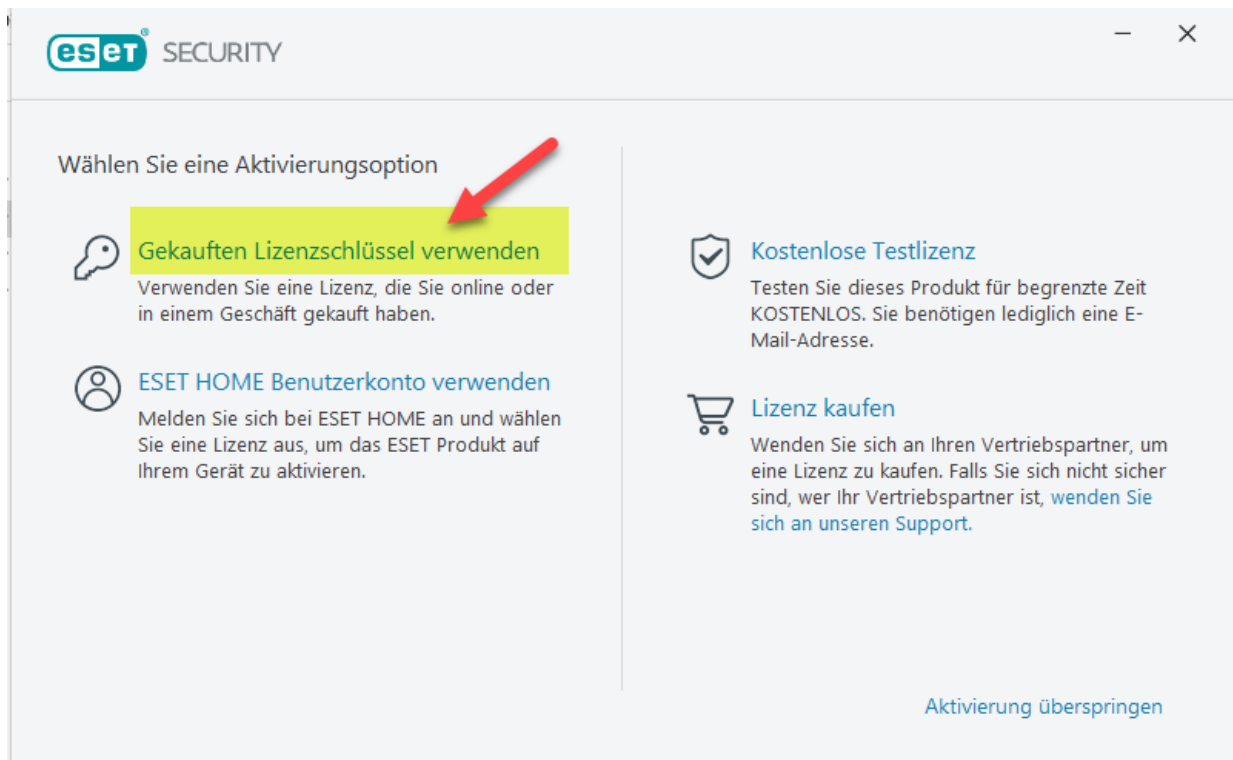 eset® SECURITY
Wählen Sie eine Aktivierungsoption
Gekauften Lizenzschlüssel verwenden
Verwenden Sie eine Lizenz, die Sie online oder
in einem Geschäft gekauft haben.
ESET HOME Benutzerkonto verwenden
Melden Sie sich bei ESET HOME an und wählen
Sie eine Lizenz aus, um das ESET Produkt auf
Ihrem Gerät zu aktivieren.
Kostenlose Testlizenz
Testen Sie dieses Produkt für begrenzte Zeit
KOSTENLOS. Sie benötigen lediglich eine E-
Mail-Adresse.
Lizenz kaufen
Wenden Sie sich an Ihren Vertriebspartner, um
eine Lizenz zu kaufen. Falls Sie sich nicht sicher
sind, wer Ihr Vertriebspartner ist, wenden Sie
sich an unseren Support.
Aktivierung überspringen